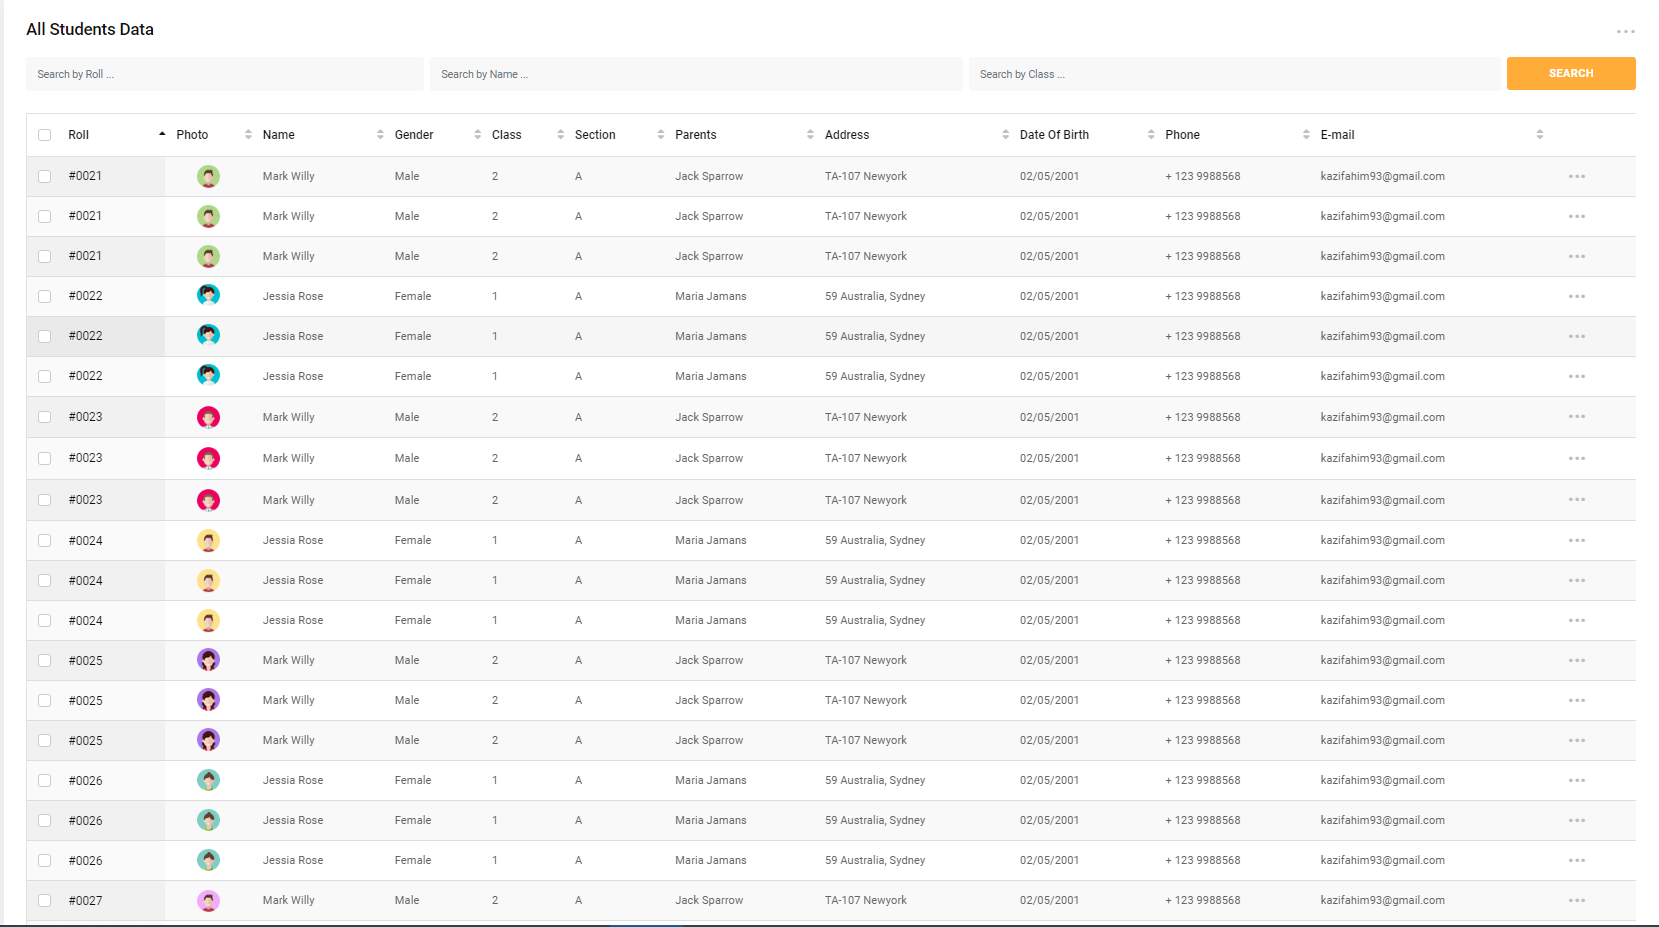 All Students Data
Search by Roll ... Search by Name ... Search by Class ... SEARCH
Roll Photo Name Gender Class Section Parents Address Date Of Birth Phone E-mail
#0021 Mark Willy Male 2 A Jack Sparrow TA-107 Newyork 02/05/2001 + 123 9988568 kazifahim93@gmail.com
#0021 Mark Willy Male 2 A Jack Sparrow TA-107 Newyork 02/05/2001 + 123 9988568 kazifahim93@gmail.com
#0021 Mark Willy Male 2 A Jack Sparrow TA-107 Newyork 02/05/2001 + 123 9988568 kazifahim93@gmail.com
#0022 Jessia Rose Female 1 A Maria Jamans 59 Australia, Sydney 02/05/2001 + 123 9988568 kazifahim93@gmail.com
#0022 Jessia Rose Female 1 A Maria Jamans 59 Australia, Sydney 02/05/2001 + 123 9988568 kazifahim93@gmail.com
#0022 Jessia Rose Female 1 A Maria Jamans 59 Australia, Sydney 02/05/2001 + 123 9988568 kazifahim93@gmail.com
#0023 Mark Willy Male 2 A Jack Sparrow TA-107 Newyork 02/05/2001 + 123 9988568 kazifahim93@gmail.com
#0023 Mark Willy Male 2 A Jack Sparrow TA-107 Newyork 02/05/2001 + 123 9988568 kazifahim93@gmail.com
#0023 Mark Willy Male 2 A Jack Sparrow TA-107 Newyork 02/05/2001 + 123 9988568 kazifahim93@gmail.com
#0024 Jessia Rose Female 1 A Maria Jamans 59 Australia, Sydney 02/05/2001 + 123 9988568 kazifahim93@gmail.com
#0024 Jessia Rose Female 1 A Maria Jamans 59 Australia, Sydney 02/05/2001 + 123 9988568 kazifahim93@gmail.com
#0024 Jessia Rose Female 1 A Maria Jamans 59 Australia, Sydney 02/05/2001 + 123 9988568 kazifahim93@gmail.com
#0025 Mark Willy Male 2 A Jack Sparrow TA-107 Newyork 02/05/2001 + 123 9988568 kazifahim93@gmail.com
#0025 Mark Willy Male 2 A Jack Sparrow TA-107 Newyork 02/05/2001 + 123 9988568 kazifahim93@gmail.com
#0025 Mark Willy Male 2 A Jack Sparrow TA-107 Newyork 02/05/2001 + 123 9988568 kazifahim93@gmail.com
#0026 Jessia Rose Female 1 A Maria Jamans 59 Australia, Sydney 02/05/2001 + 123 9988568 kazifahim93@gmail.com
#0026 Jessia Rose Female 1 A Maria Jamans 59 Australia, Sydney 02/05/2001 + 123 9988568 kazifahim93@gmail.com
#0026 Jessia Rose Female 1 A Maria Jamans 59 Australia, Sydney 02/05/2001 + 123 9988568 kazifahim93@gmail.com
#0027 Mark Willy Male 2 A Jack Sparrow TA-107 Newyork 02/05/2001 + 123 9988568 kazifahim93@gmail.com